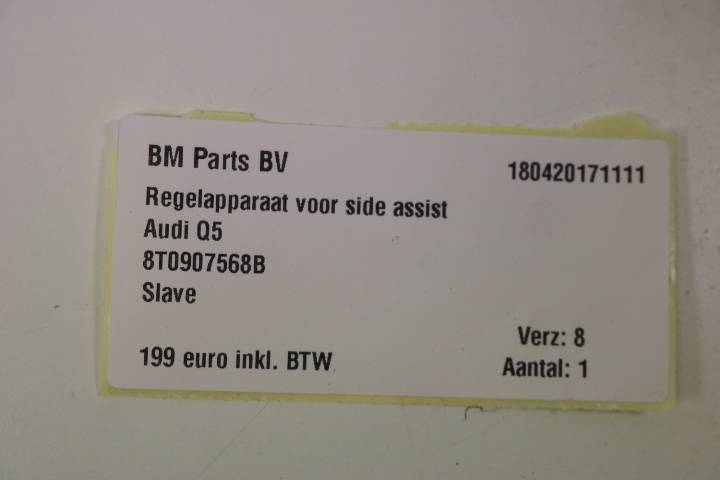 BM Parts BV
180420171111
Regelapparaat voor side assist
Audi Q5
8T0907568B
Slave
Verz: 8
199 euro inkl. BTW
Aantal: 1